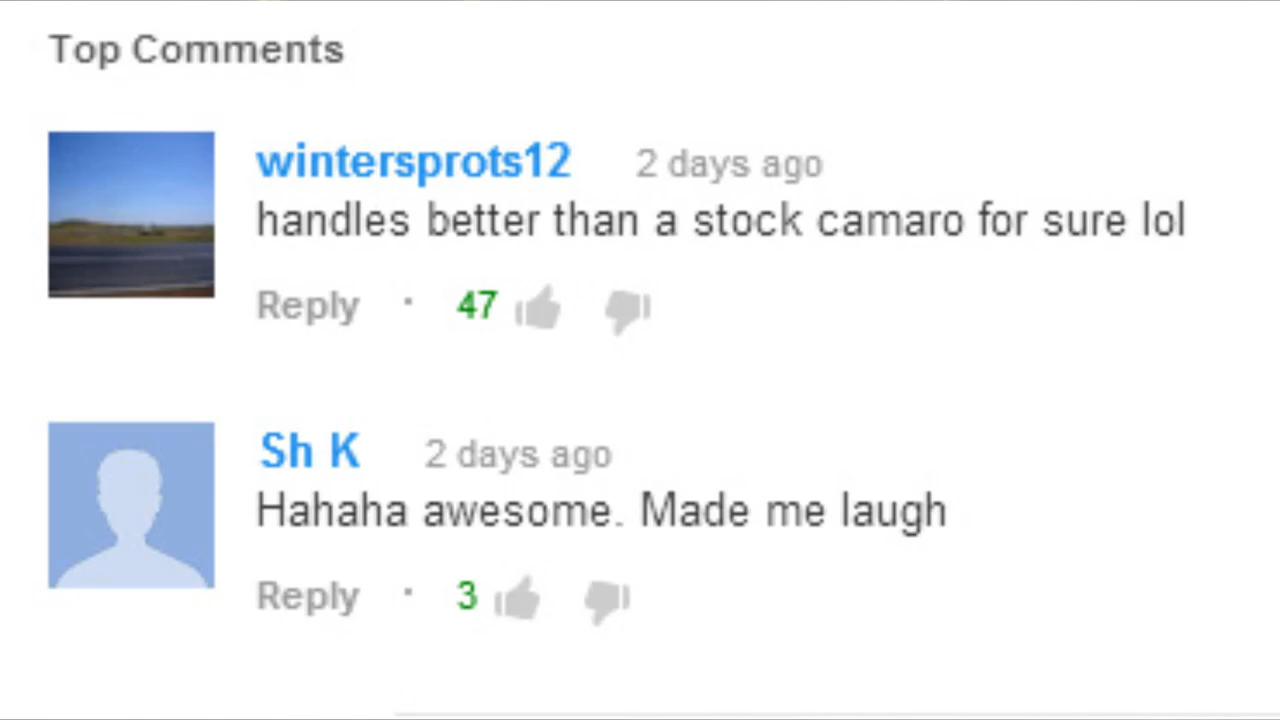 Top Comments
wintersprots12 2 days ago
handles better than a stock camaro for sure lol
Reply · 47
Sh K 2 days ago
Hahaha awesome. Made me laugh
Reply · 3